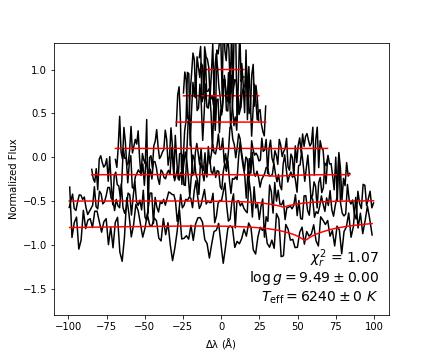 1.0
0.5
0.0
−0.5
−1.0
−1.5
Normalized Flux
χ²ᵣ = 1.07
log g = 9.49 ± 0.00
T_eff = 6240 ± 0 K
−100 −75 −50 −25 0 25 50 75 100
Δλ (Å)